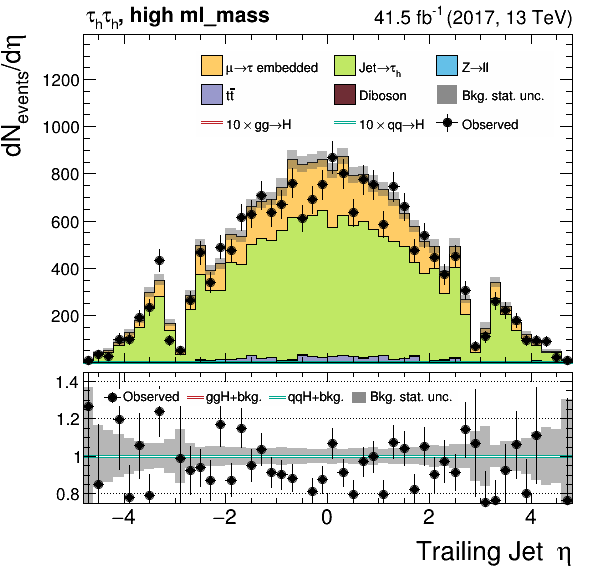 τₕτₕ, high ml_mass 41.5 fb⁻¹ (2017, 13 TeV)
dN_events/dη
1200
1000
800
600
400
200
μ→τ embedded Jet→τₕ Z→ll
tt̅ Diboson Bkg. stat. unc.
10 × gg→H 10 × qq→H Observed
1.4
1.2
1
0.8
Observed ggH+bkg. qqH+bkg. Bkg. stat. unc.
−4 −2 0 2 4
Trailing Jet η